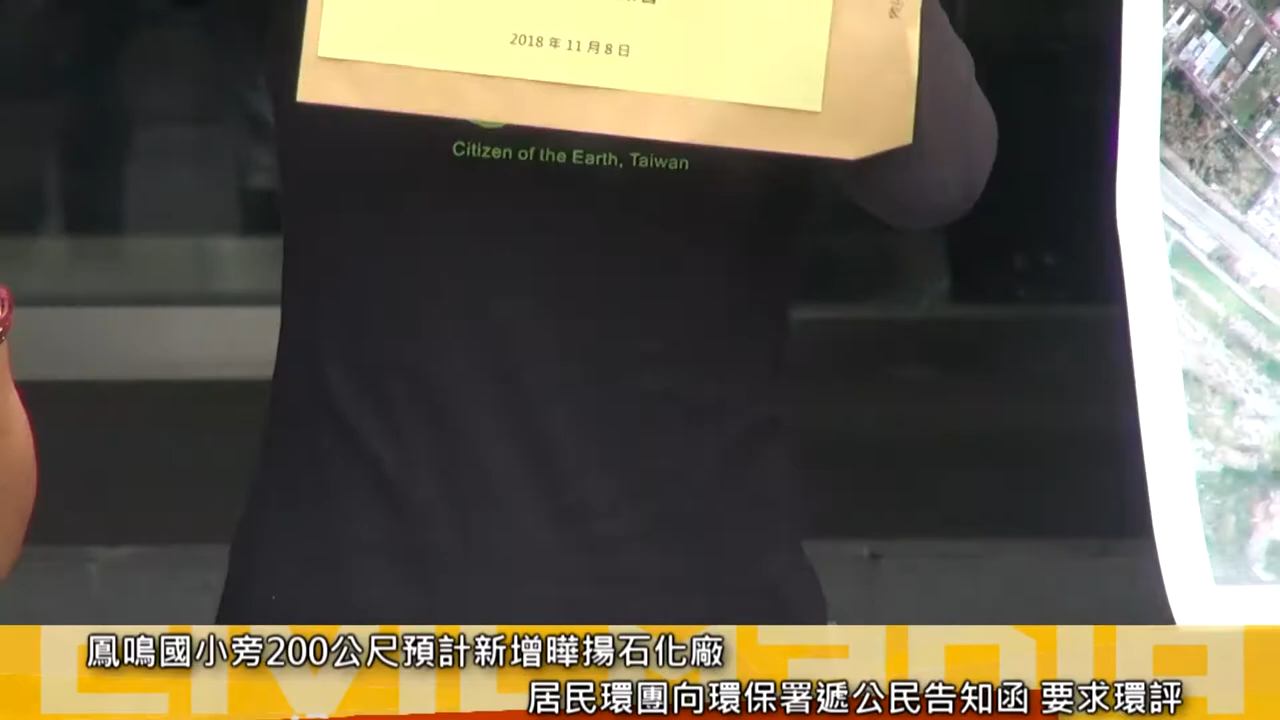 2018 年 11 月 8 日
Citizen of the Earth, Taiwan
鳳鳴國小旁200公尺預計新增曄揚石化廠
居民環團向環保署遞公民告知函 要求環評